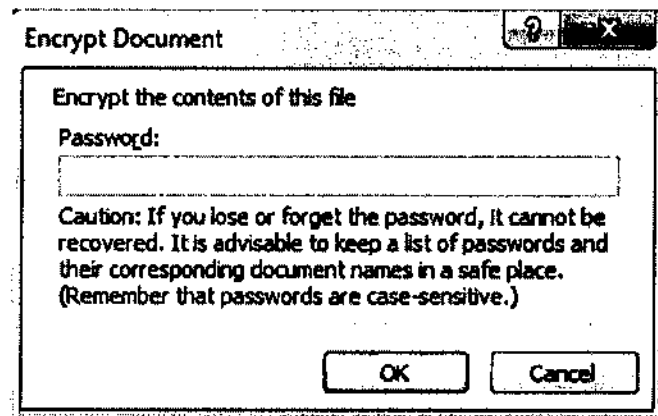 Encrypt Document
Encrypt the contents of this file
Password:
Caution: If you lose or forget the password, it cannot be
recovered. It is advisable to keep a list of passwords and
their corresponding document names in a safe place.
(Remember that passwords are case-sensitive.)
OK
Cancel